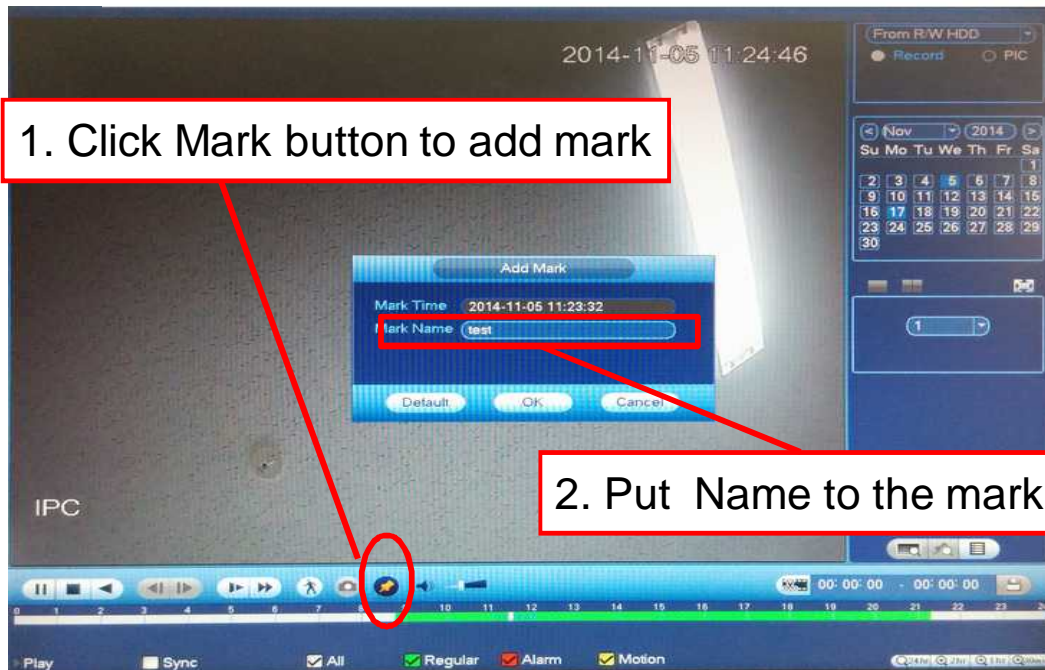 2014-11-05 11:24:46
From R/W HDD
Record PIC
1. Click Mark button to add mark
Nov 2014
Su Mo Tu We Th Fr Sa
1
2 3 4 5 6 7 8
9 10 11 12 13 14 15
16 17 18 19 20 21 22
23 24 25 26 27 28 29
30
Add Mark
Mark Time 2014-11-05 11:23:32
Mark Name test
Default OK Cancel
1
2. Put Name to the mark
IPC
00: 00: 00 - 00: 00: 00
0 1 2 3 4 5 6 7 8 9 10 11 12 13 14 15 16 17 18 19 20 21 22 23
Play Sync All Regular Alarm Motion
24hr 2hr 1hr